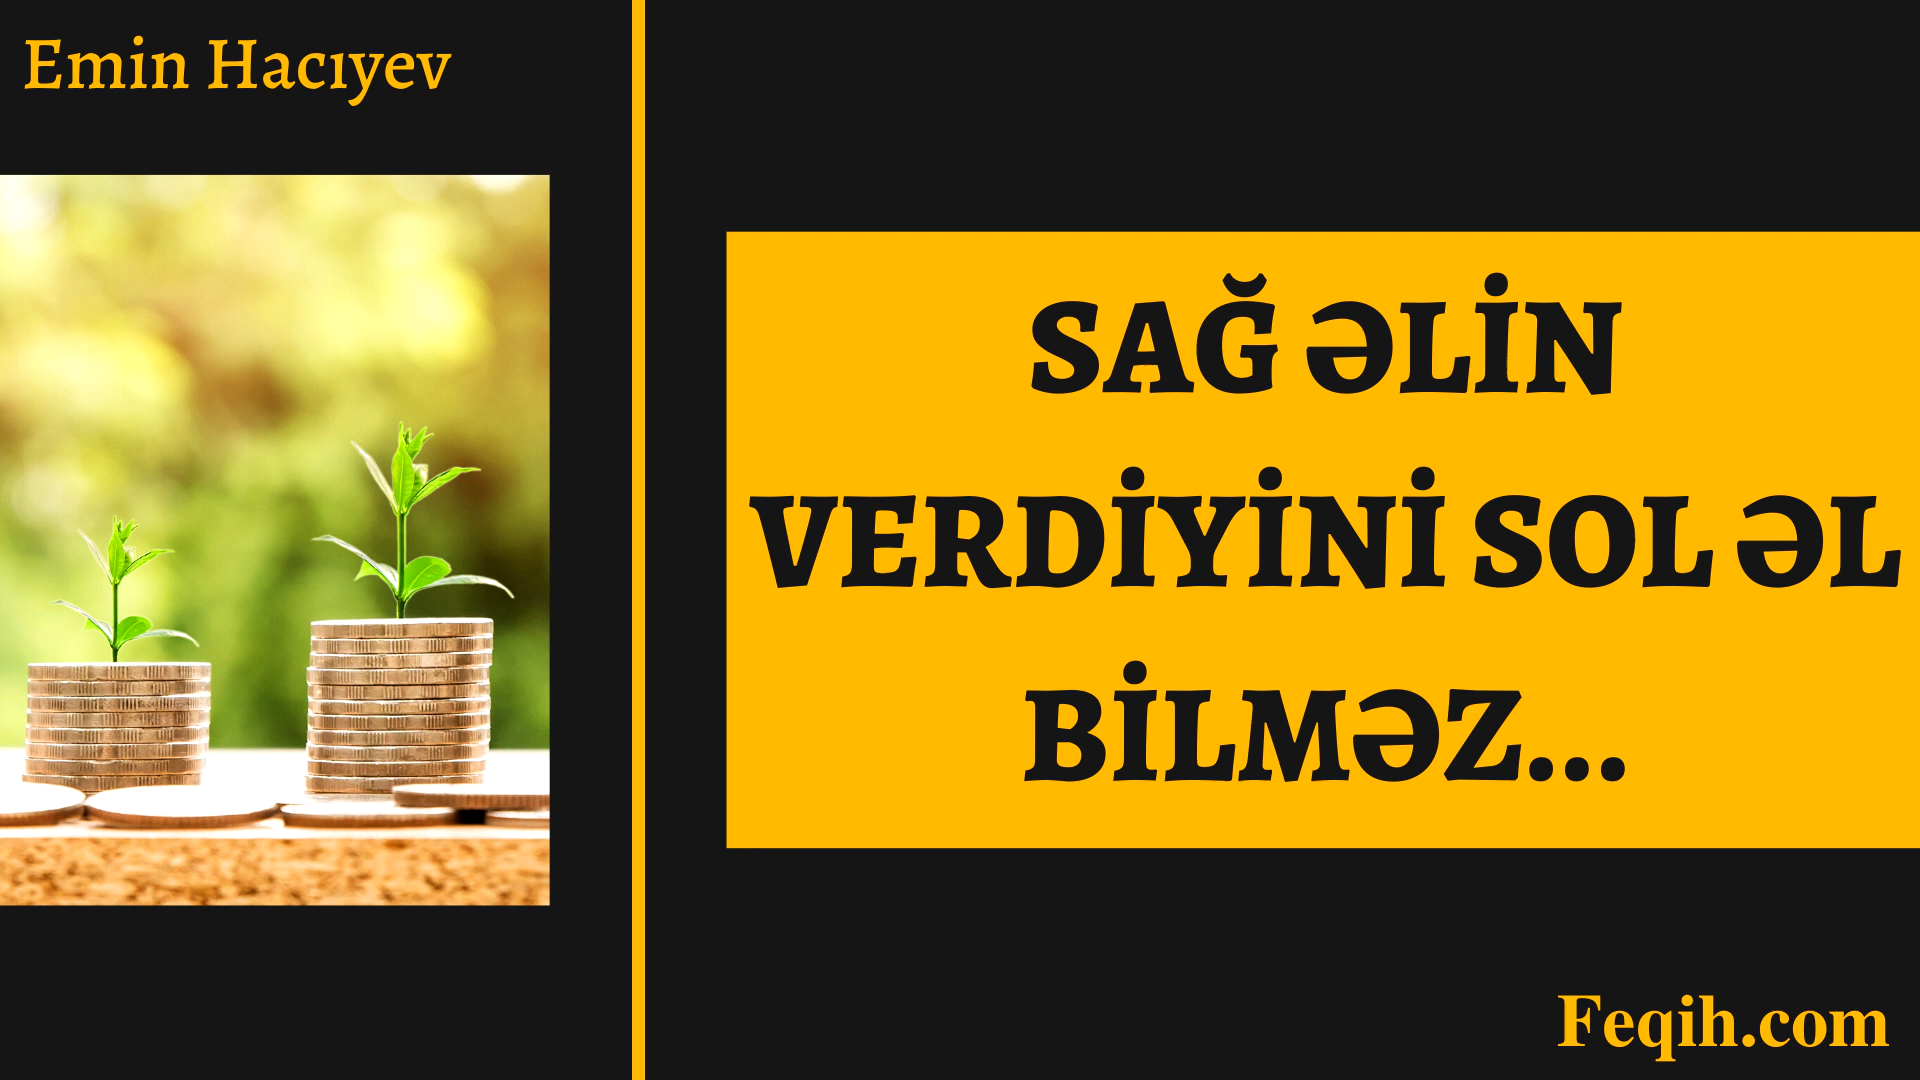 Emin Hacıyev
SAĞ ƏLİN
VERDİYİNİ SOL ƏL
BİLMƏZ...
Feqih.com